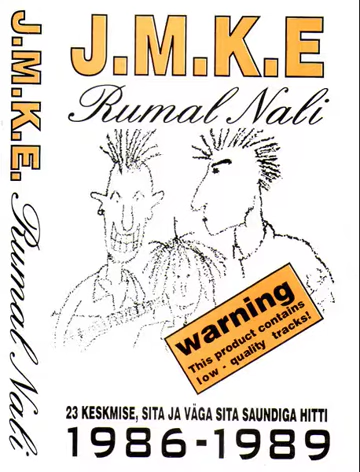 J.M.K.E. Rumal Nali
J.M.K.E
Rumal Nali
warning
This product contains
low - quality tracks!
23 KESKMISE, SITA JA VÄGA SITA SAUNDIGA HITTI
1986-1989